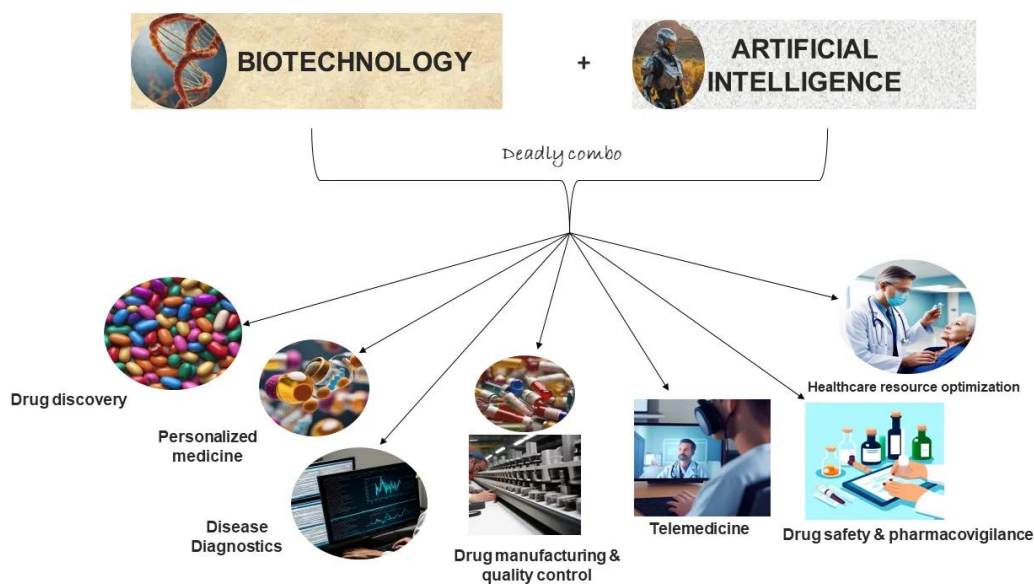 BIOTECHNOLOGY
+
ARTIFICIAL
INTELLIGENCE
Deadly combo
Drug discovery
Personalized
medicine
Disease
Diagnostics
Drug manufacturing &
quality control
Telemedicine
Healthcare resource optimization
Drug safety & pharmacovigilance